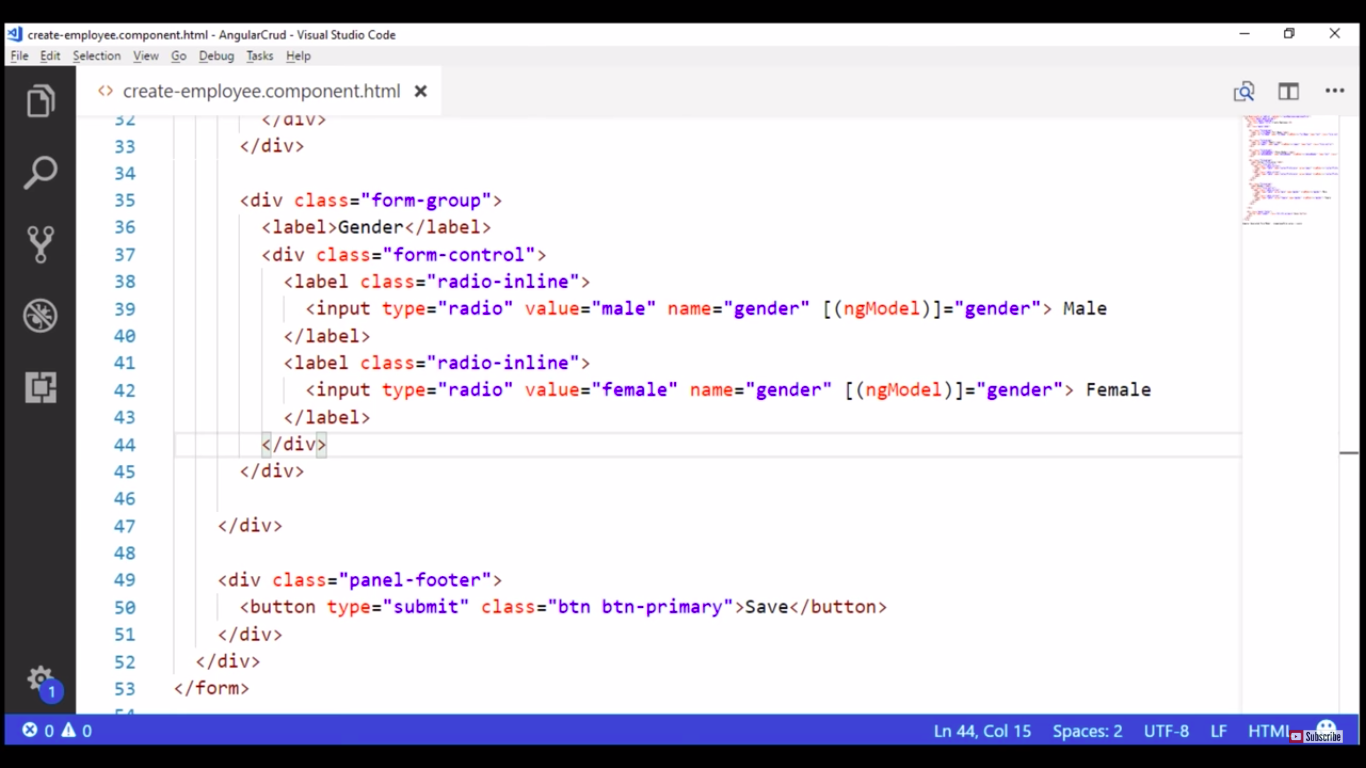 create-employee.component.html - AngularCrud - Visual Studio Code
File Edit Selection View Go Debug Tasks Help
<> create-employee.component.html ×
32 </div>
33 </div>
34
35 <div class="form-group">
36 <label>Gender</label>
37 <div class="form-control">
38 <label class="radio-inline">
39 <input type="radio" value="male" name="gender" [(ngModel)]="gender"> Male
40 </label>
41 <label class="radio-inline">
42 <input type="radio" value="female" name="gender" [(ngModel)]="gender"> Female
43 </label>
44 </div>
45 </div>
46
47 </div>
48
49 <div class="panel-footer">
50 <button type="submit" class="btn btn-primary">Save</button>
51 </div>
52 </div>
53 </form>
54
1
0 0 Ln 44, Col 15 Spaces: 2 UTF-8 LF HTML
Subscribe